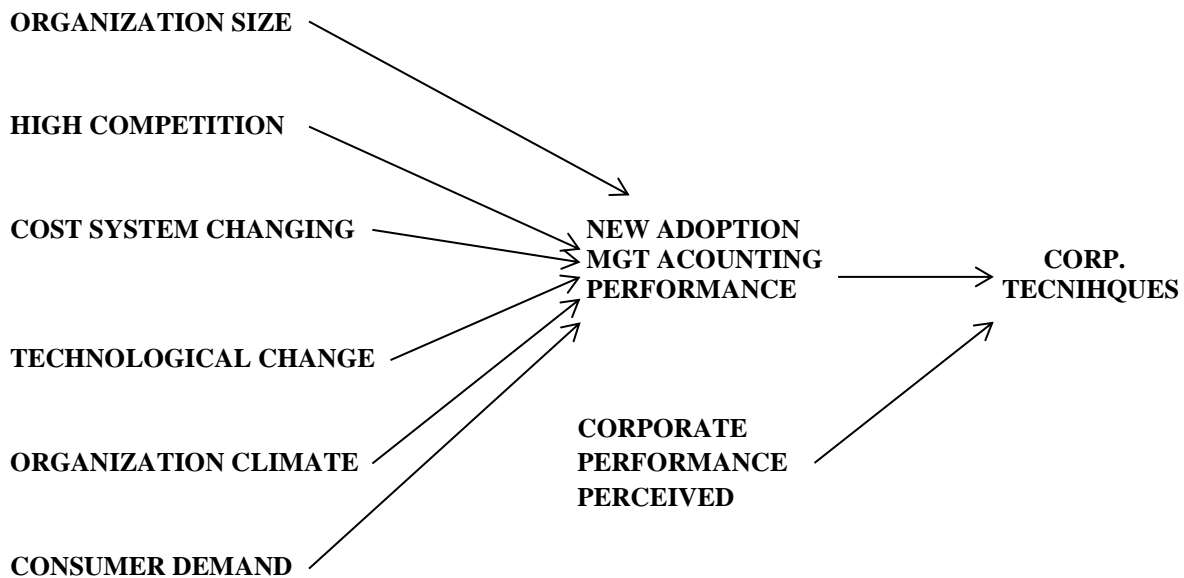 ORGANIZATION SIZE
HIGH COMPETITION
COST SYSTEM CHANGING
TECHNOLOGICAL CHANGE
ORGANIZATION CLIMATE
CONSUMER DEMAND
NEW ADOPTION
MGT ACOUNTING
PERFORMANCE
CORPORATE
PERFORMANCE
PERCEIVED
CORP.
TECNIHQUES